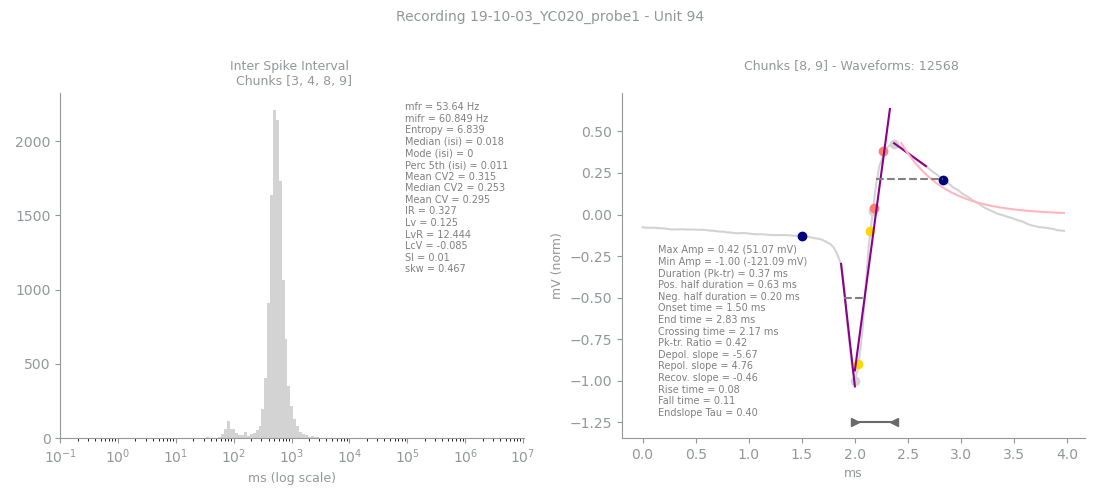 Recording 19-10-03_YC020_probe1 - Unit 94
Inter Spike Interval
Chunks [3, 4, 8, 9]
2000
1500
1000
500
0
mfr = 53.64 Hz
mifr = 60.849 Hz
Entropy = 6.839
Median (isi) = 0.018
Mode (isi) = 0
Perc 5th (isi) = 0.011
Mean CV2 = 0.315
Median CV2 = 0.253
Mean CV = 0.295
IR = 0.327
Lv = 0.125
LvR = 12.444
LcV = -0.085
SI = 0.01
skw = 0.467
10⁻¹ 10⁰ 10¹ 10² 10³ 10⁴ 10⁵ 10⁶ 10⁷
ms (log scale)
Chunks [8, 9] - Waveforms: 12568
mV (norm)
0.50
0.25
0.00
−0.25
−0.50
−0.75
−1.00
−1.25
Max Amp = 0.42 (51.07 mV)
Min Amp = -1.00 (-121.09 mV)
Duration (Pk-tr) = 0.37 ms
Pos. half duration = 0.63 ms
Neg. half duration = 0.20 ms
Onset time = 1.50 ms
End time = 2.83 ms
Crossing time = 2.17 ms
Pk-tr. Ratio = 0.42
Depol. slope = -5.67
Repol. slope = 4.76
Recov. slope = -0.46
Rise time = 0.08
Fall time = 0.11
Endslope Tau = 0.40
0.0 0.5 1.0 1.5 2.0 2.5 3.0 3.5 4.0
ms